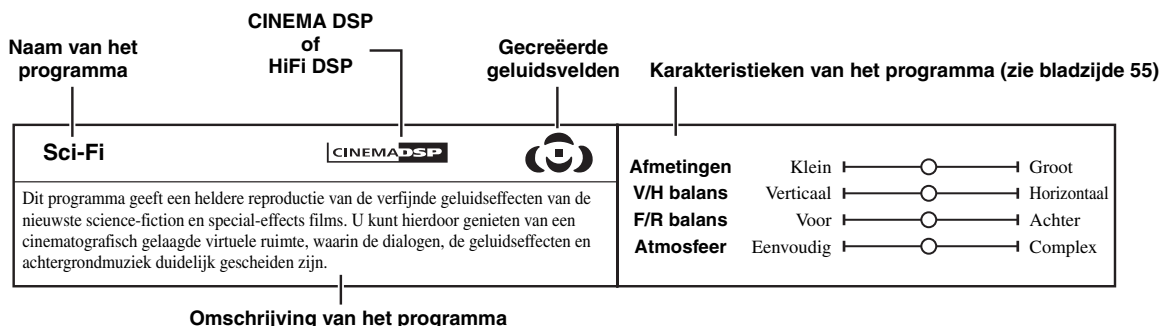 CINEMA DSP
of
HiFi DSP
Naam van het
programma
Gecreëerde
geluidsvelden
Karakteristieken van het programma (zie bladzijde 55)
Sci-Fi
CINEMA DSP
Dit programma geeft een heldere reproductie van de verfijnde geluidseffecten van de
nieuwste science-fiction en special-effects films. U kunt hierdoor genieten van een
cinematografisch gelaagde virtuele ruimte, waarin de dialogen, de geluidseffecten en
achtergrondmuziek duidelijk gescheiden zijn.
Afmetingen Klein Groot
V/H balans Verticaal Horizontaal
F/R balans Voor Achter
Atmosfeer Eenvoudig Complex
Omschrijving van het programma